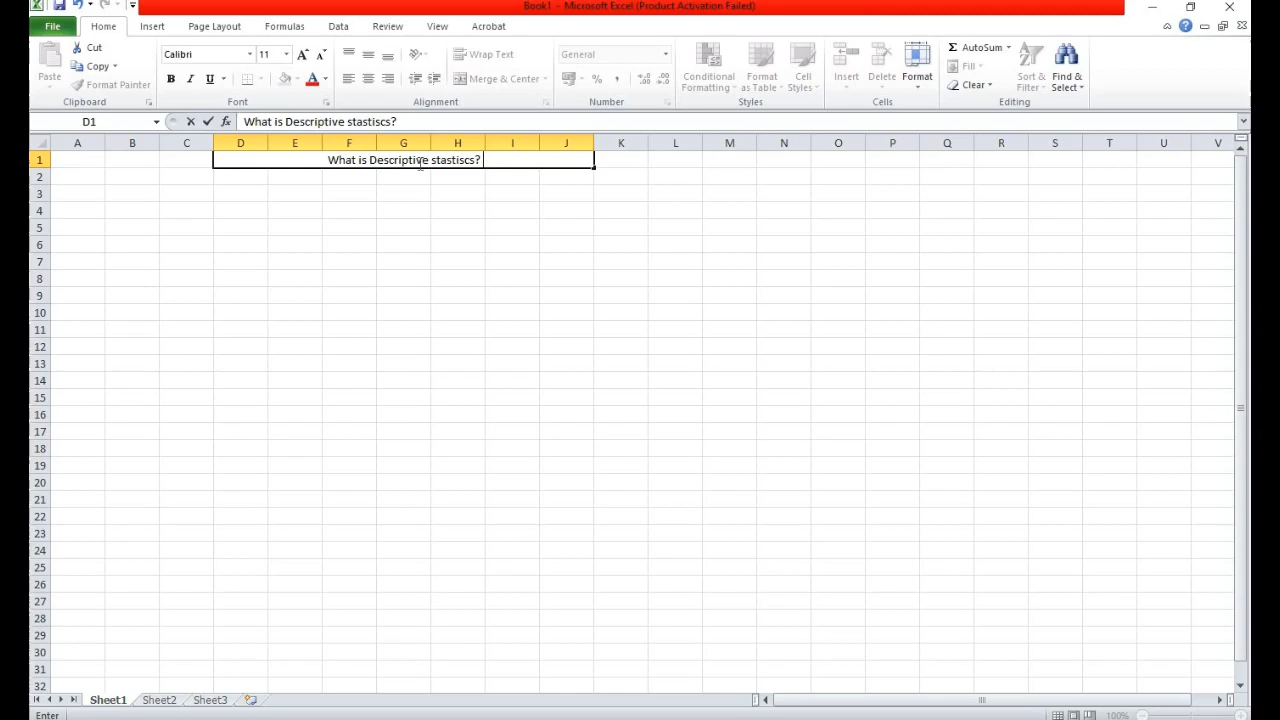 Book1 - Microsoft Excel (Product Activation Failed)
File Home Insert Page Layout Formulas Data Review View Acrobat
Paste Cut Calibri 11 Wrap Text General Conditional Formatting Format as Table Cell Styles Insert Delete Format AutoSum Sort & Filter Find & Select
Copy Fill
Format Painter B I U A Merge & Center % , Clear
Clipboard Font Alignment Number Styles Cells Editing
D1 fx What is Descriptive stastiscs?
A B C D E F G H I J K L M N O P Q R S T U V
1 What is Descriptive stastiscs?
2
3
4
5
6
7
8
9
10
11
12
13
14
15
16
17
18
19
20
21
22
23
24
25
26
27
28
29
30
31
32
Sheet1 Sheet2 Sheet3
Enter 100%